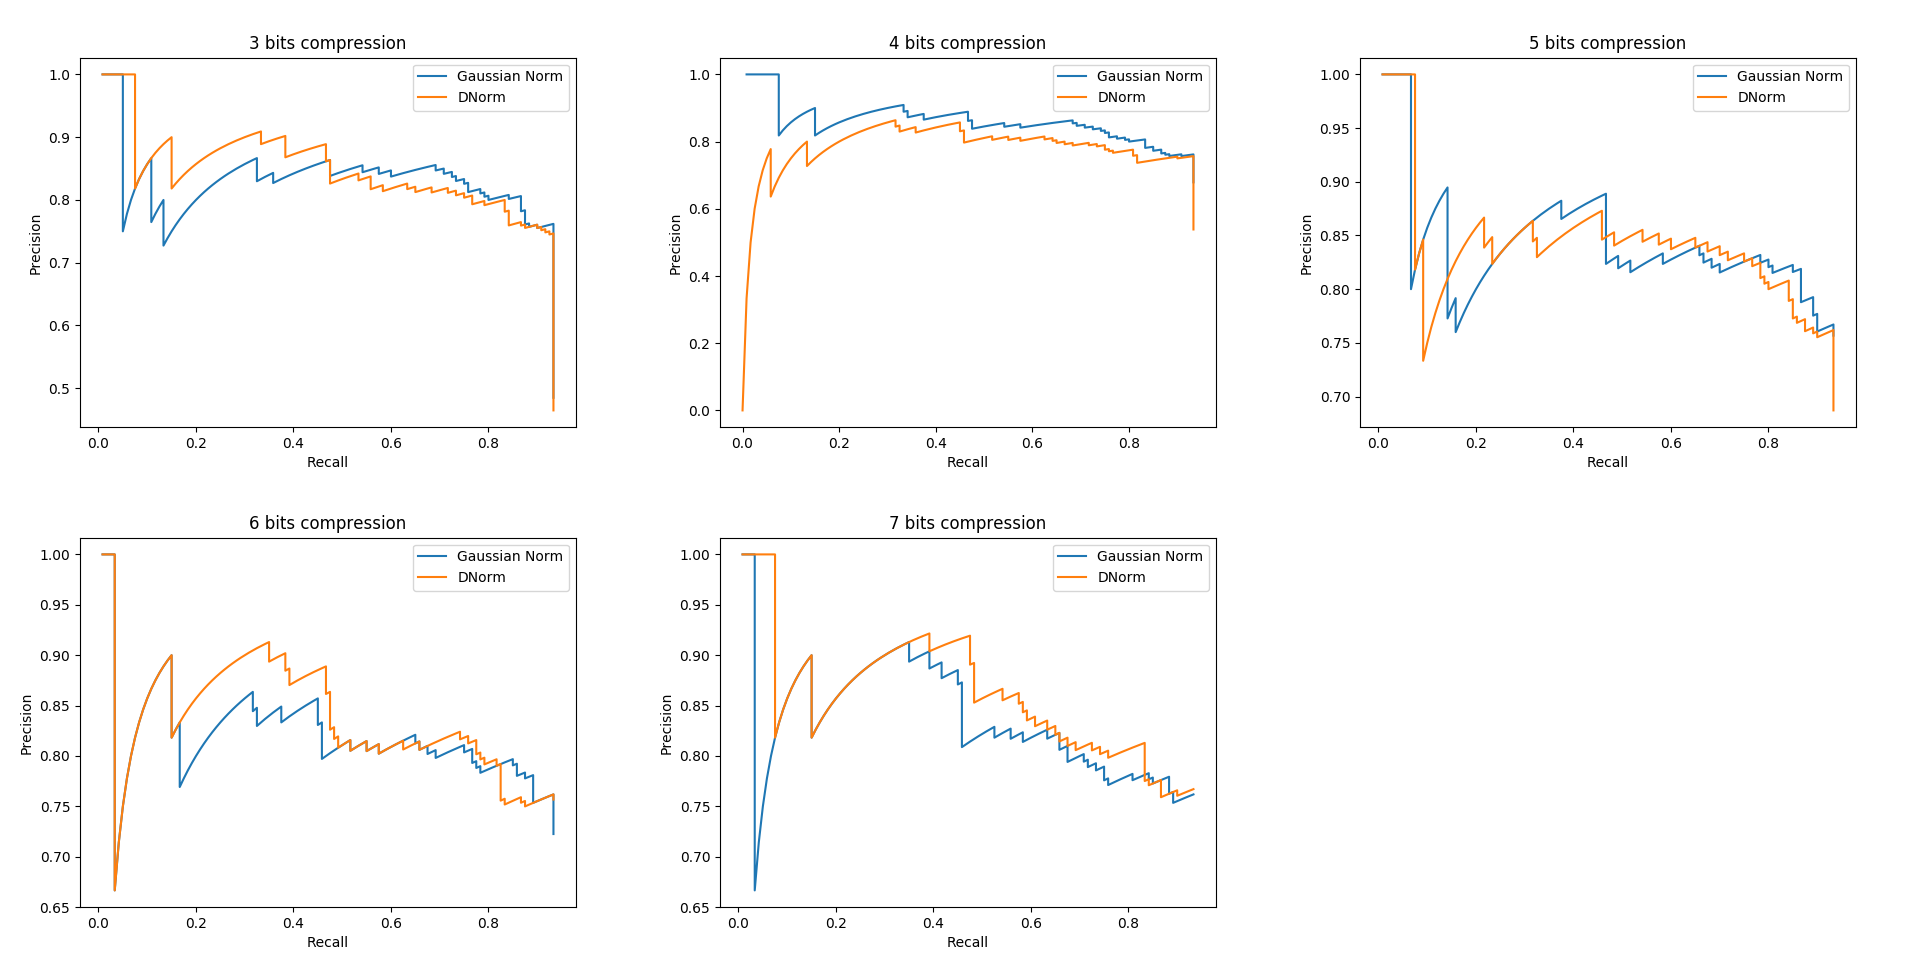 3 bits compression
1.0
0.9
0.8
0.7
0.6
0.5
Precision
Gaussian Norm
DNorm
0.0 0.2 0.4 0.6 0.8
Recall
4 bits compression
1.0
0.8
0.6
0.4
0.2
0.0
Precision
Gaussian Norm
DNorm
0.0 0.2 0.4 0.6 0.8
Recall
5 bits compression
1.00
0.95
0.90
0.85
0.80
0.75
0.70
Precision
Gaussian Norm
DNorm
0.0 0.2 0.4 0.6 0.8
Recall
6 bits compression
1.00
0.95
0.90
0.85
0.80
0.75
0.70
0.65
Precision
Gaussian Norm
DNorm
0.0 0.2 0.4 0.6 0.8
Recall
7 bits compression
1.00
0.95
0.90
0.85
0.80
0.75
0.70
0.65
Precision
Gaussian Norm
DNorm
0.0 0.2 0.4 0.6 0.8
Recall